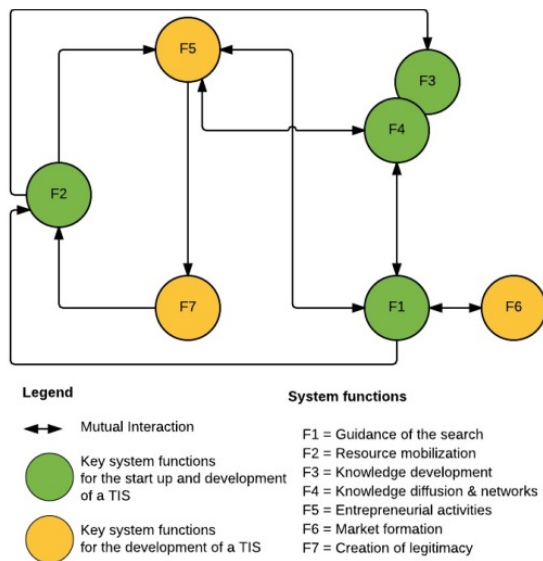 F5
F3
F4
F2
F7
F1
F6
Legend
Mutual Interaction
Key system functions
for the start up and development
of a TIS
Key system functions
for the development of a TIS
System functions
F1 = Guidance of the search
F2 = Resource mobilization
F3 = Knowledge development
F4 = Knowledge diffusion & networks
F5 = Entrepreneurial activities
F6 = Market formation
F7 = Creation of legitimacy